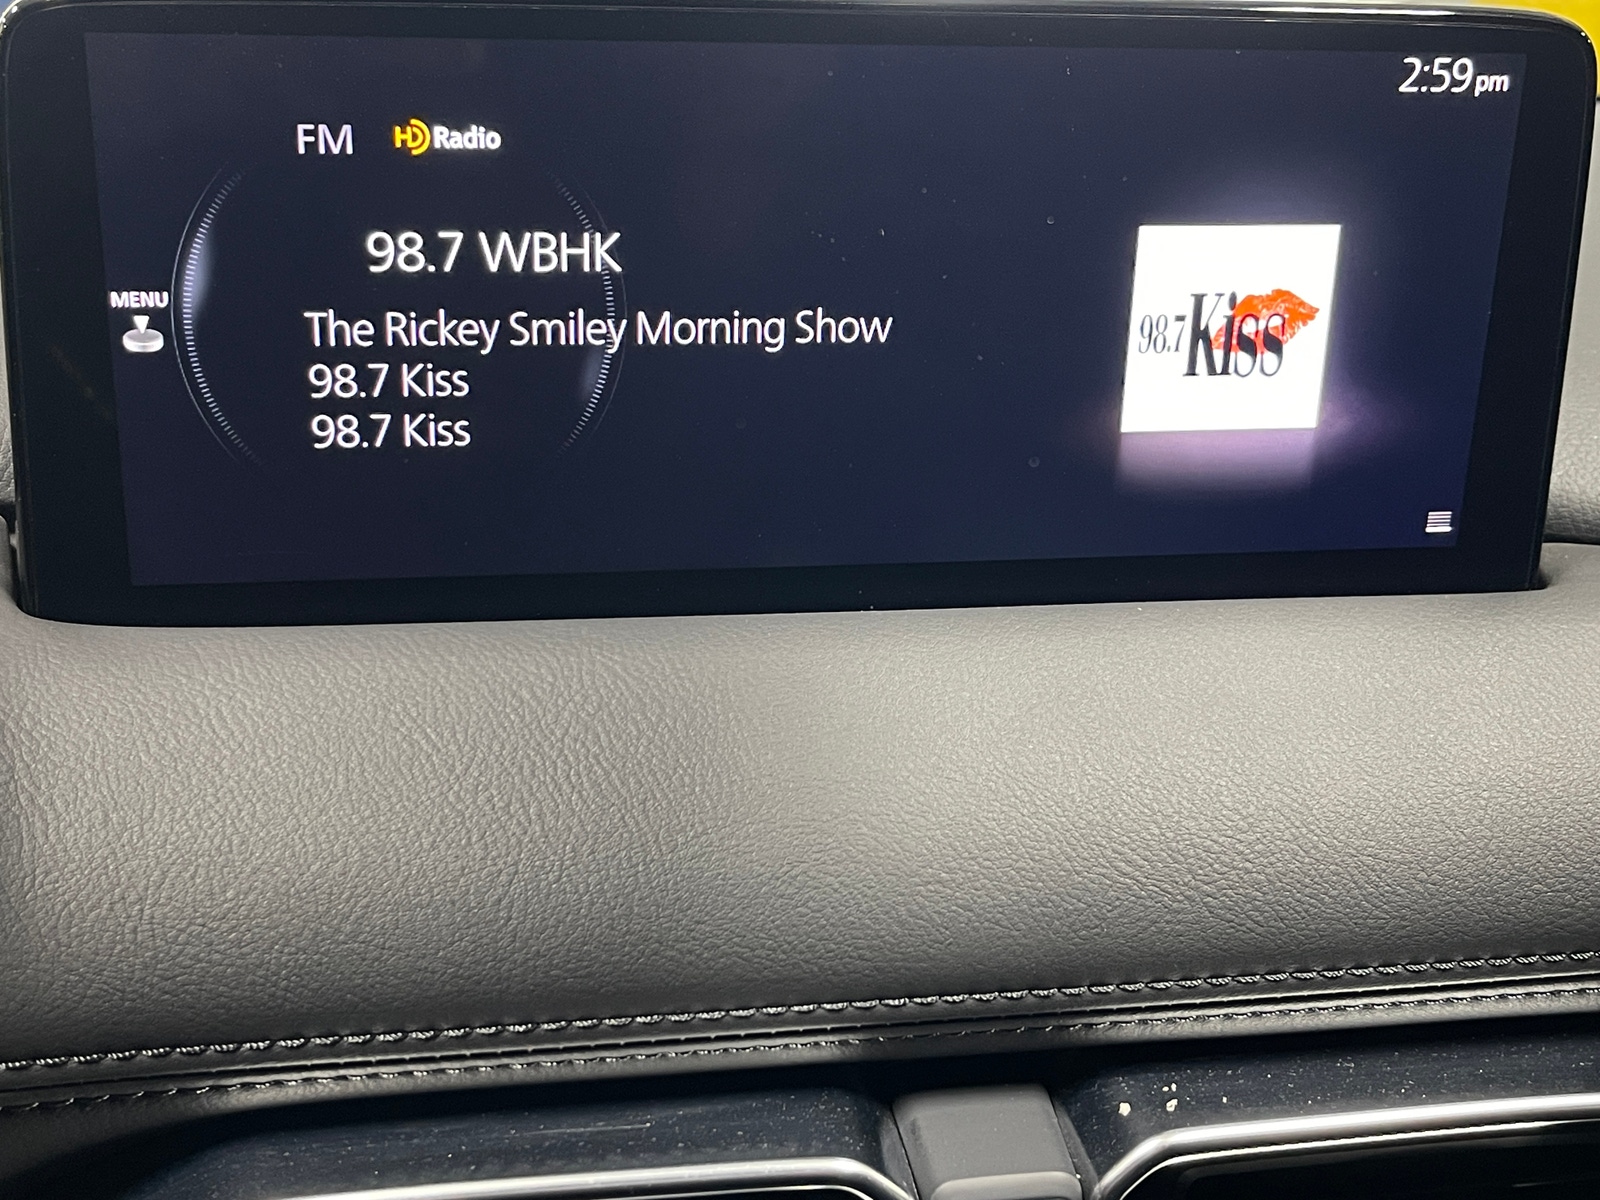 2:59pm
FM HD Radio
98.7 WBHK
MENU
The Rickey Smiley Morning Show
98.7 Kiss
98.7 Kiss
98.7 Kiss